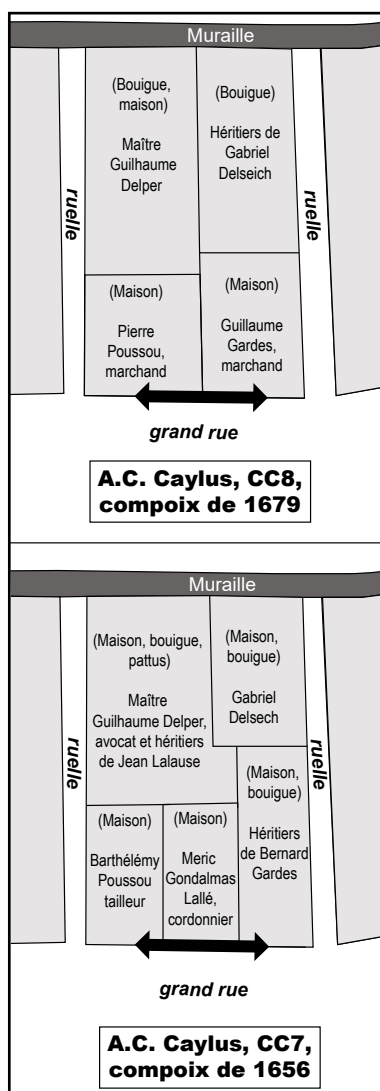 Muraille
ruelle
(Bouigue,
maison)
Maître
Guilhaume
Delper
(Bouigue)
Héritiers de
Gabriel
Delseich
ruelle
(Maison)
Pierre
Poussou,
marchand
(Maison)
Guillaume
Gardes,
marchand
grand rue
A.C. Caylus, CC8,
compoix de 1679
Muraille
ruelle
(Maison, bouigue,
pattus)
Maître
Guilhaume Delper,
avocat et héritiers
de Jean Lalause
(Maison,
bouigue)
Gabriel
Delsech
ruelle
(Maison)
Barthélémy
Poussou
tailleur
(Maison)
Meric
Gondalmas
Lallé,
cordonnier
(Maison,
bouigue)
Héritiers
de Bernard
Gardes
grand rue
A.C. Caylus, CC7,
compoix de 1656